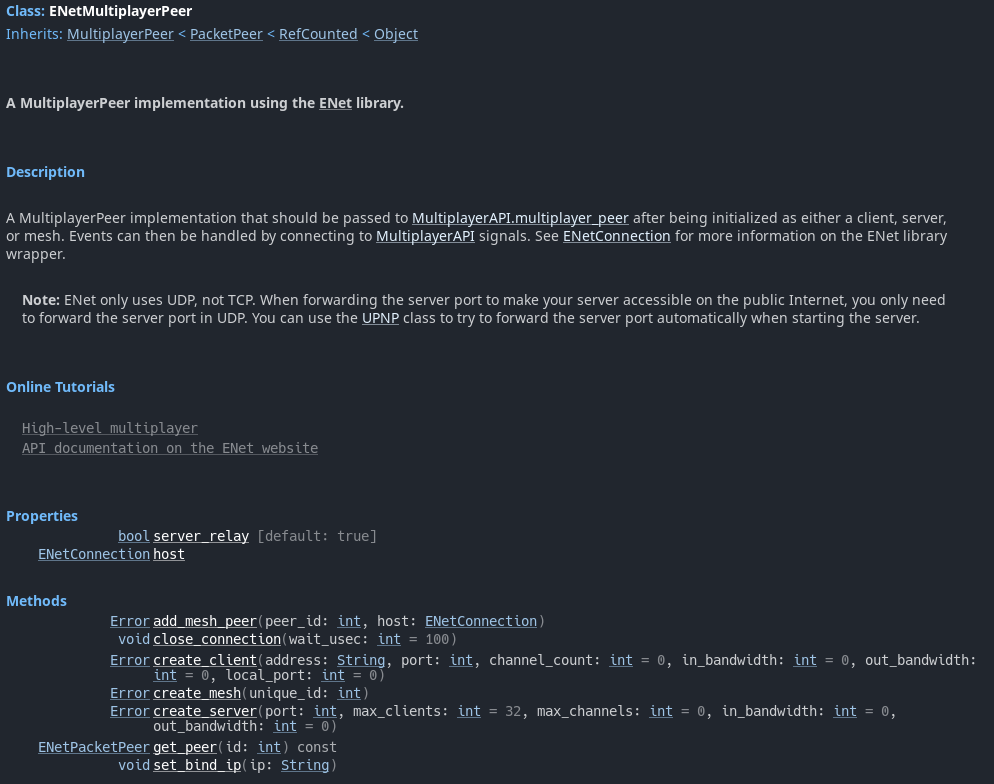 Class: ENetMultiplayerPeer
Inherits: MultiplayerPeer < PacketPeer < RefCounted < Object
A MultiplayerPeer implementation using the ENet library.
Description
A MultiplayerPeer implementation that should be passed to MultiplayerAPI.multiplayer_peer after being initialized as either a client, server,
or mesh. Events can then be handled by connecting to MultiplayerAPI signals. See ENetConnection for more information on the ENet library
wrapper.
Note: ENet only uses UDP, not TCP. When forwarding the server port to make your server accessible on the public Internet, you only need
to forward the server port in UDP. You can use the UPNP class to try to forward the server port automatically when starting the server.
Online Tutorials
High-level multiplayer
API documentation on the ENet website
Properties
bool server_relay [default: true]
ENetConnection host
Methods
Error add_mesh_peer(peer_id: int, host: ENetConnection)
void close_connection(wait_usec: int = 100)
Error create_client(address: String, port: int, channel_count: int = 0, in_bandwidth: int = 0, out_bandwidth:
int = 0, local_port: int = 0)
Error create_mesh(unique_id: int)
Error create_server(port: int, max_clients: int = 32, max_channels: int = 0, in_bandwidth: int = 0,
out_bandwidth: int = 0)
ENetPacketPeer get_peer(id: int) const
void set_bind_ip(ip: String)